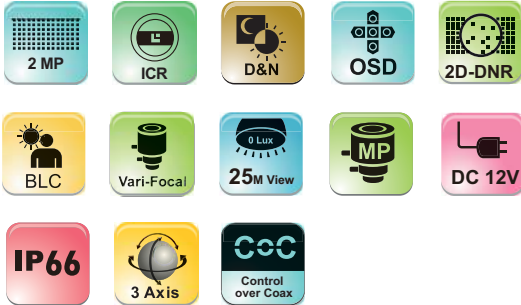 2 MP
ICR
D&N
OSD
2D-DNR
BLC
Vari-Focal
0 Lux
25M View
MP
DC 12V
IP66
3 Axis
CoC
Control
over Coax